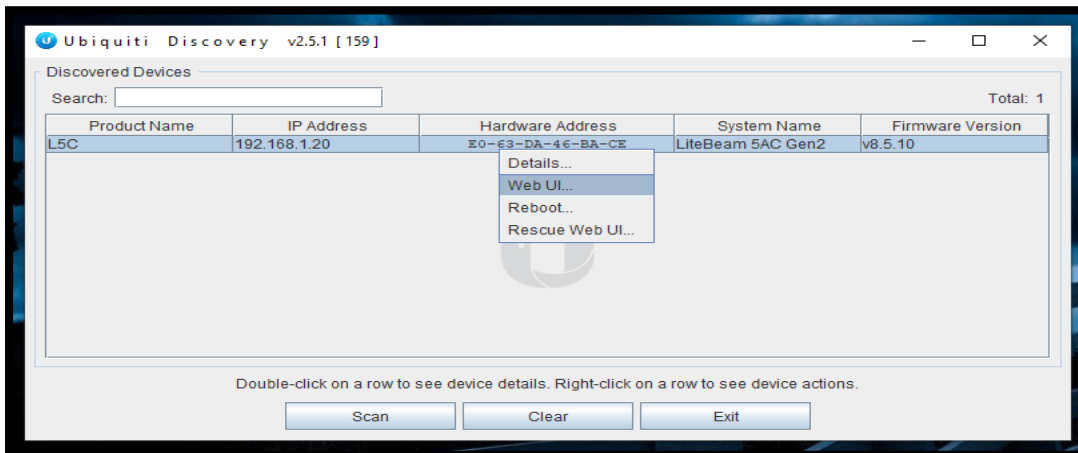 Ubiquiti Discovery v2.5.1 [ 159 ]
Discovered Devices
Search: Total: 1
Product Name IP Address Hardware Address System Name Firmware Version
L5C 192.168.1.20 E0-63-DA-46-BA-CE LiteBeam 5AC Gen2 v8.5.10
Details...
Web UI...
Reboot...
Rescue Web UI...
Double-click on a row to see device details. Right-click on a row to see device actions.
Scan Clear Exit